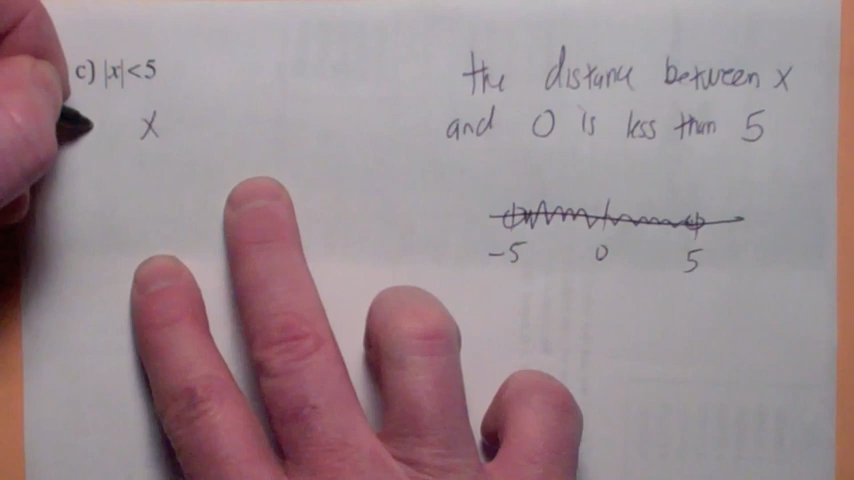 c) |x|<5
x
the distance between x
and 0 is less than 5
-5 0 5